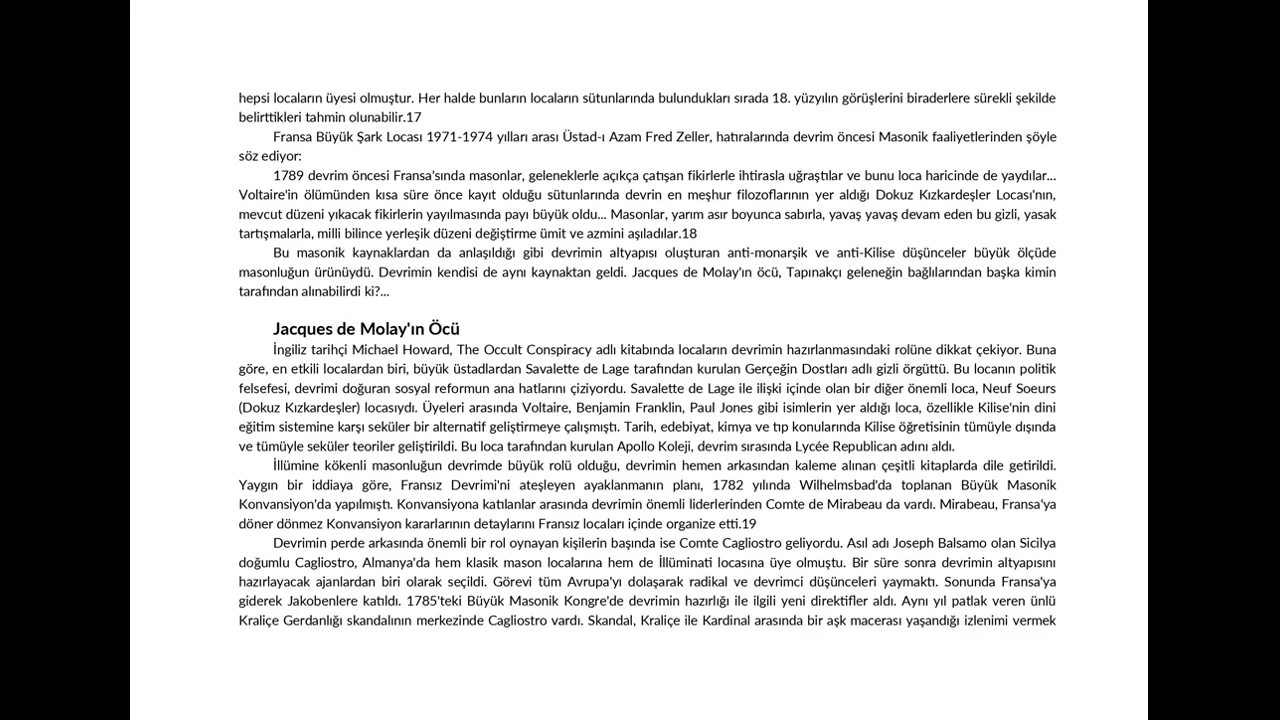 hepsi locaların üyesi olmuştur. Her halde bunların locaların sütunlarında bulundukları sırada 18. yüzyılın görüşlerini biraderlere sürekli şekilde
belirttikleri tahmin olunabilir.17
Fransa Büyük Şark Locası 1971-1974 yılları arası Üstad-ı Azam Fred Zeller, hatıralarında devrim öncesi Masonik faaliyetlerinden şöyle
söz ediyor:
1789 devrim öncesi Fransa'sında masonlar, geleneklerle açıkça çatışan fikirlerle ihtirasla uğraştılar ve bunu loca haricinde de yaydılar...
Voltaire'in ölümünden kısa süre önce kayıt olduğu sütunlarında devrin en meşhur filozoflarının yer aldığı Dokuz Kızkardeşler Locası'nın,
mevcut düzeni yıkacak fikirlerin yayılmasında payı büyük oldu... Masonlar, yarım asır boyunca sabırla, yavaş yavaş devam eden bu gizli, yasak
tartışmalarla, milli bilince yerleşik düzeni değiştirme ümit ve azmini aşıladılar.18
Bu masonik kaynaklardan da anlaşıldığı gibi devrimin altyapısı oluşturan anti-monarşik ve anti-Kilise düşünceler büyük ölçüde
masonluğun ürünüydü. Devrimin kendisi de aynı kaynaktan geldi. Jacques de Molay'ın öcü, Tapınakçı geleneğin bağlılarından başka kimin
tarafından alınabilirdi ki?...
Jacques de Molay'ın Öcü
İngiliz tarihçi Michael Howard, The Occult Conspiracy adlı kitabında locaların devrimin hazırlanmasındaki rolüne dikkat çekiyor. Buna
göre, en etkili localardan biri, büyük üstadlardan Savalette de Lage tarafından kurulan Gerçeğin Dostları adlı gizli örgüttü. Bu locanın politik
felsefesi, devrimi doğuran sosyal reformun ana hatlarını çiziyordu. Savalette de Lage ile ilişki içinde olan bir diğer önemli loca, Neuf Soeurs
(Dokuz Kızkardeşler) locasıydı. Üyeleri arasında Voltaire, Benjamin Franklin, Paul Jones gibi isimlerin yer aldığı loca, özellikle Kilise'nin dini
eğitim sistemine karşı seküler bir alternatif geliştirmeye çalışmıştı. Tarih, edebiyat, kimya ve tıp konularında Kilise öğretisinin tümüyle dışında
ve tümüyle seküler teoriler geliştirildi. Bu loca tarafından kurulan Apollo Koleji, devrim sırasında Lycée Republican adını aldı.
İllümine kökenli masonluğun devrimde büyük rolü olduğu, devrimin hemen arkasından kaleme alınan çeşitli kitaplarda dile getirildi.
Yaygın bir iddiaya göre, Fransız Devrimi'ni ateşleyen ayaklanmanın planı, 1782 yılında Wilhelmsbad'da toplanan Büyük Masonik
Konvansiyon'da yapılmıştı. Konvansiyona katılanlar arasında devrimin önemli liderlerinden Comte de Mirabeau da vardı. Mirabeau, Fransa'ya
döner dönmez Konvansiyon kararlarının detaylarını Fransız locaları içinde organize etti.19
Devrimin perde arkasında önemli bir rol oynayan kişilerin başında ise Comte Cagliostro geliyordu. Asıl adı Joseph Balsamo olan Sicilya
doğumlu Cagliostro, Almanya'da hem klasik mason localarına hem de İllüminati locasına üye olmuştu. Bir süre sonra devrimin altyapısını
hazırlayacak ajanlardan biri olarak seçildi. Görevi tüm Avrupa'yı dolaşarak radikal ve devrimci düşünceleri yaymaktı. Sonunda Fransa'ya
giderek Jakobenlere katıldı. 1785'teki Büyük Masonik Kongre'de devrimin hazırlığı ile ilgili yeni direktifler aldı. Aynı yıl patlak veren ünlü
Kraliçe Gerdanlığı skandalının merkezinde Cagliostro vardı. Skandal, Kraliçe ile Kardinal arasında bir aşk macerası yaşandığı izlenimi vermek